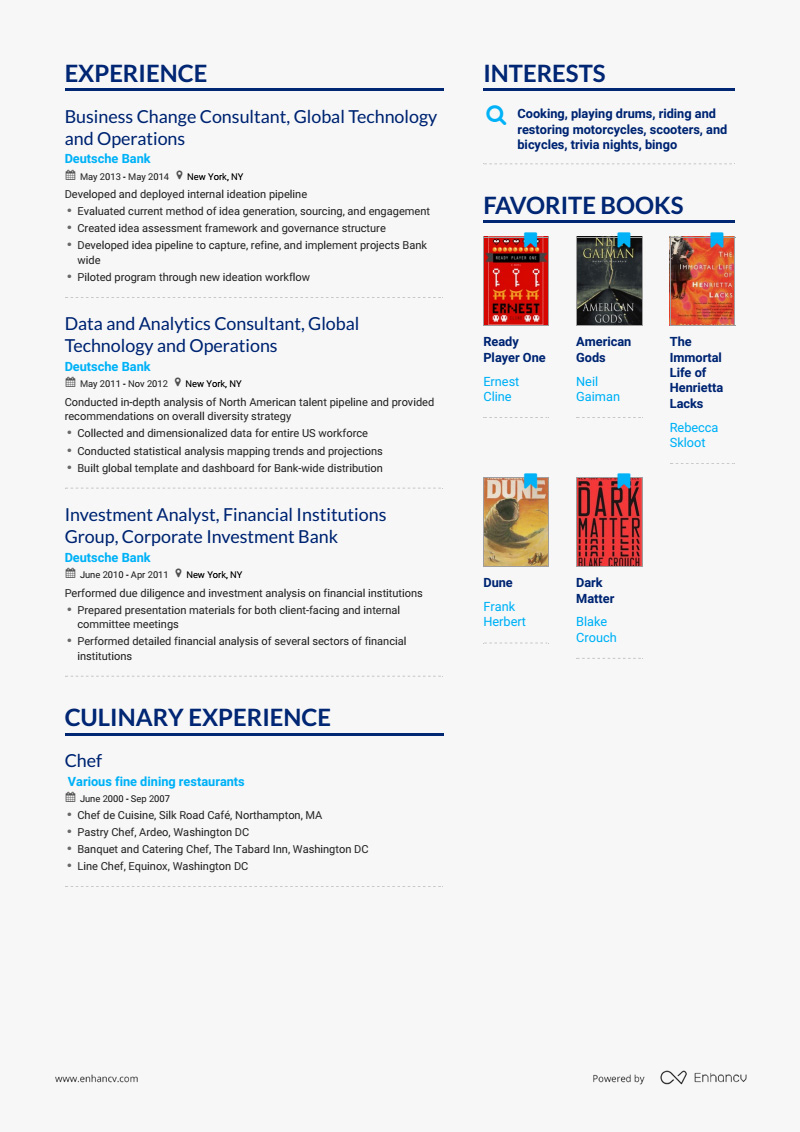 EXPERIENCE
Business Change Consultant, Global Technology
and Operations
Deutsche Bank
May 2013 - May 2014 New York, NY
Developed and deployed internal ideation pipeline
• Evaluated current method of idea generation, sourcing, and engagement
• Created idea assessment framework and governance structure
• Developed idea pipeline to capture, refine, and implement projects Bank
wide
• Piloted program through new ideation workflow
Data and Analytics Consultant, Global
Technology and Operations
Deutsche Bank
May 2011 - Nov 2012 New York, NY
Conducted in-depth analysis of North American talent pipeline and provided
recommendations on overall diversity strategy
• Collected and dimensionalized data for entire US workforce
• Conducted statistical analysis mapping trends and projections
• Built global template and dashboard for Bank-wide distribution
Investment Analyst, Financial Institutions
Group, Corporate Investment Bank
Deutsche Bank
June 2010 - Apr 2011 New York, NY
Performed due diligence and investment analysis on financial institutions
• Prepared presentation materials for both client-facing and internal
committee meetings
• Performed detailed financial analysis of several sectors of financial
institutions
CULINARY EXPERIENCE
Chef
Various fine dining restaurants
June 2000 - Sep 2007
• Chef de Cuisine, Silk Road Café, Northampton, MA
• Pastry Chef, Ardeo, Washington DC
• Banquet and Catering Chef, The Tabard Inn, Washington DC
• Line Chef, Equinox, Washington DC
INTERESTS
Cooking, playing drums, riding and
restoring motorcycles, scooters, and
bicycles, trivia nights, bingo
FAVORITE BOOKS
READY PLAYER ONE
ERNEST
Ready
Player One
Ernest
Cline
NEIL
GAIMAN
AMERICAN
GODS
American
Gods
Neil
Gaiman
THE
IMMORTAL LIFE
OF
HENRIETTA
LACKS
The
Immortal
Life of
Henrietta
Lacks
Rebecca
Skloot
DUNE
Dune
Frank
Herbert
DARK
MATTER
BLAKE CROUCH
Dark
Matter
Blake
Crouch
www.enhancv.com
Powered by Enhancv